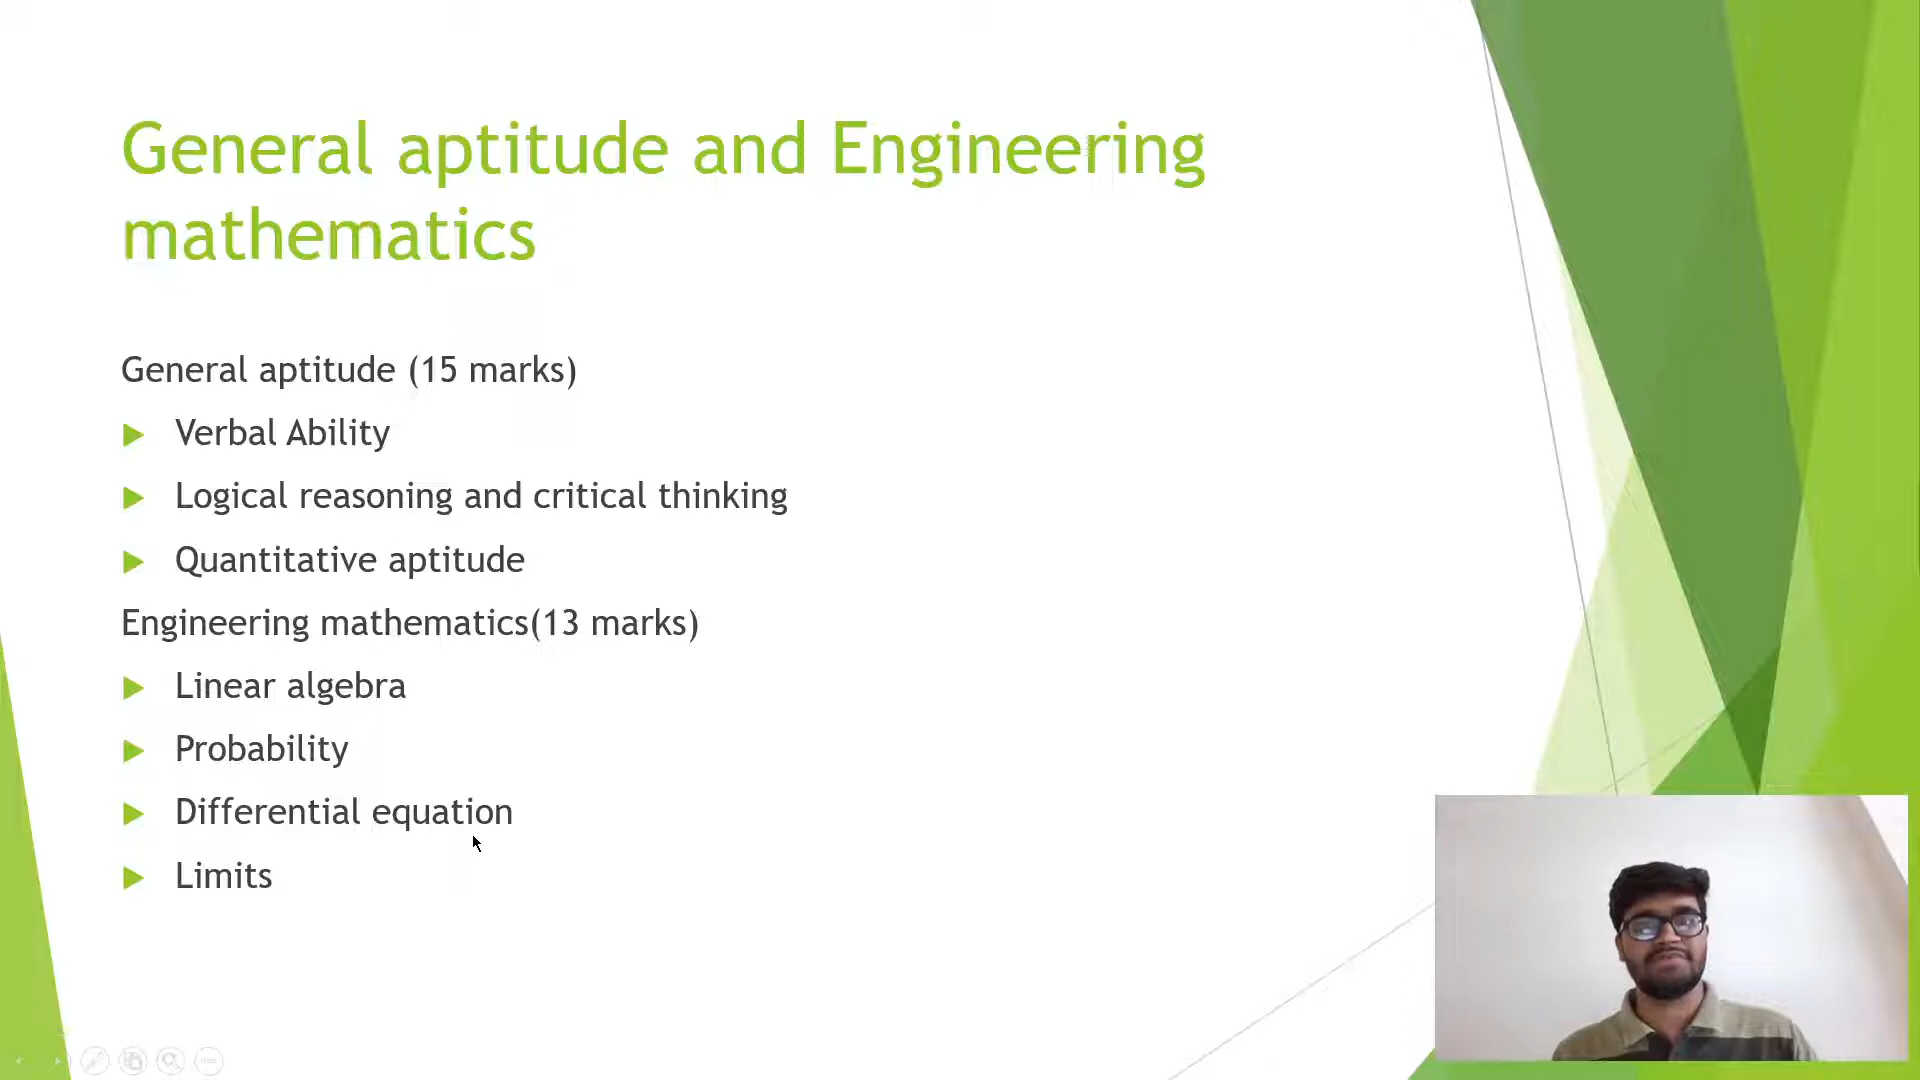 General aptitude and Engineering
mathematics
General aptitude (15 marks)
Verbal Ability
Logical reasoning and critical thinking
Quantitative aptitude
Engineering mathematics(13 marks)
Linear algebra
Probability
Differential equation
Limits